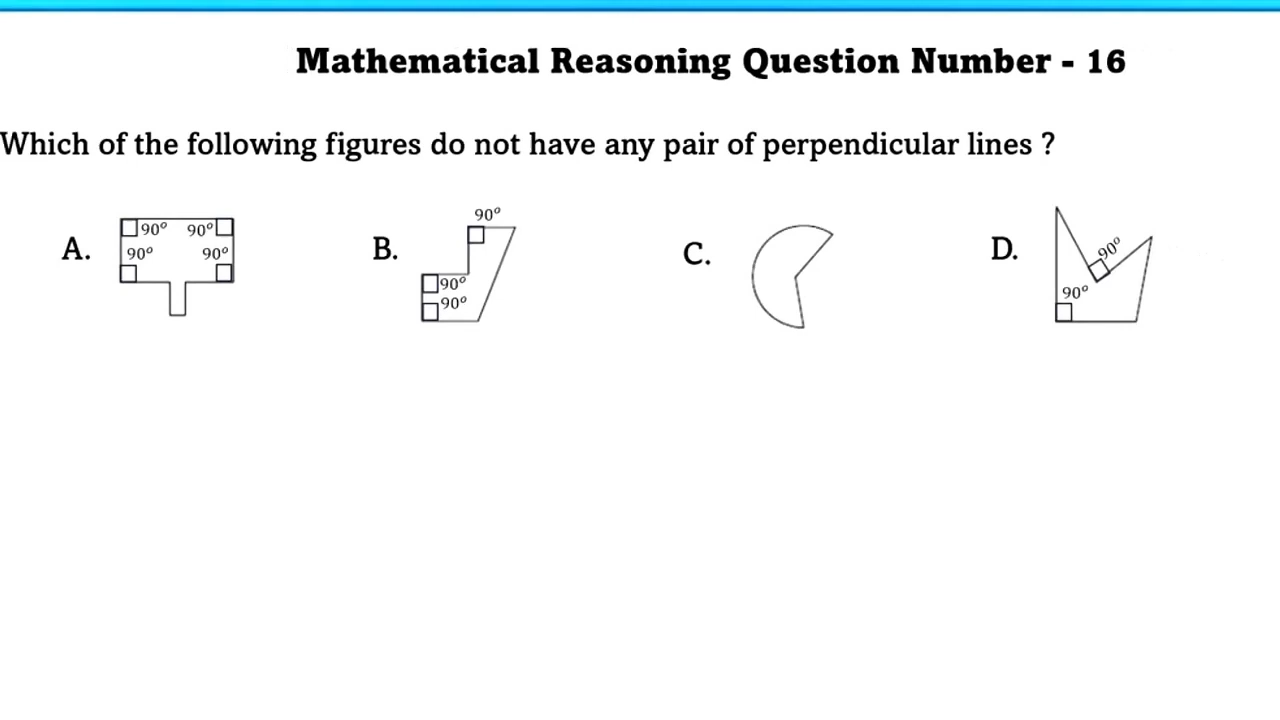 Mathematical Reasoning Question Number - 16
Which of the following figures do not have any pair of perpendicular lines ?
A.
90° 90°
90° 90°
B.
90°
90°
90°
C.
D.
90°
90°